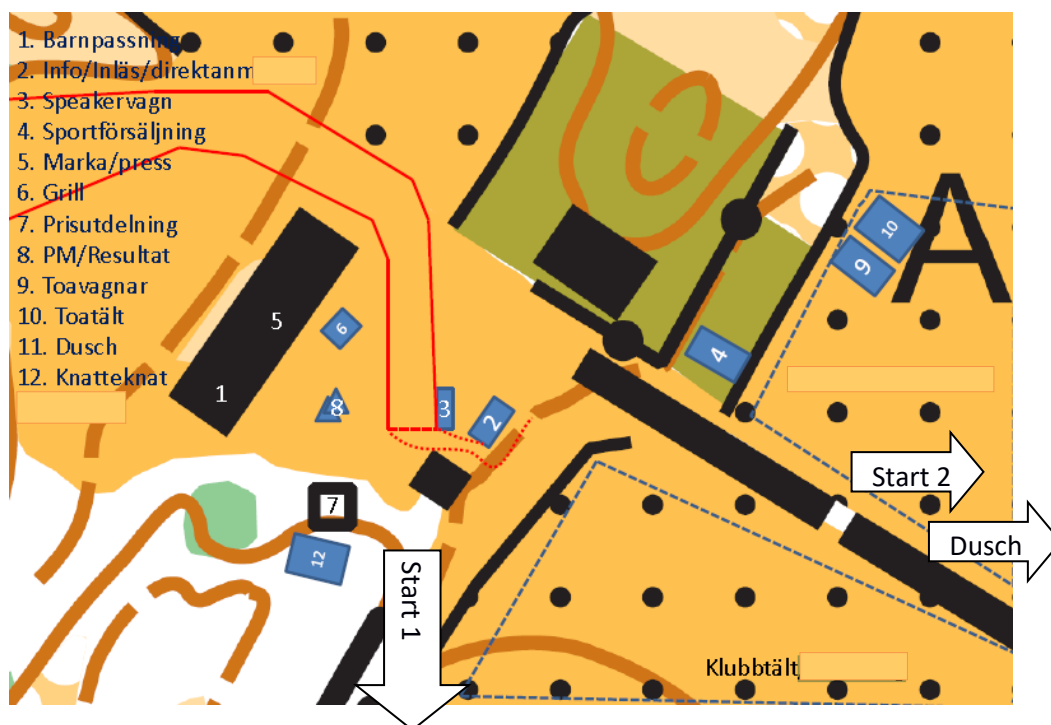 1. Barnpassning
2. Info/Inläs/direktanm
3. Speakervagn
4. Sportförsäljning
5. Marka/press
6. Grill
7. Prisutdelning
8. PM/Resultat
9. Toavagnar
10. Toatält
11. Dusch
12. Knatteknat
A
10
9
5
6
4
1
8
3
2
Start 2
7
Dusch
12
Start 1
Klubbtält